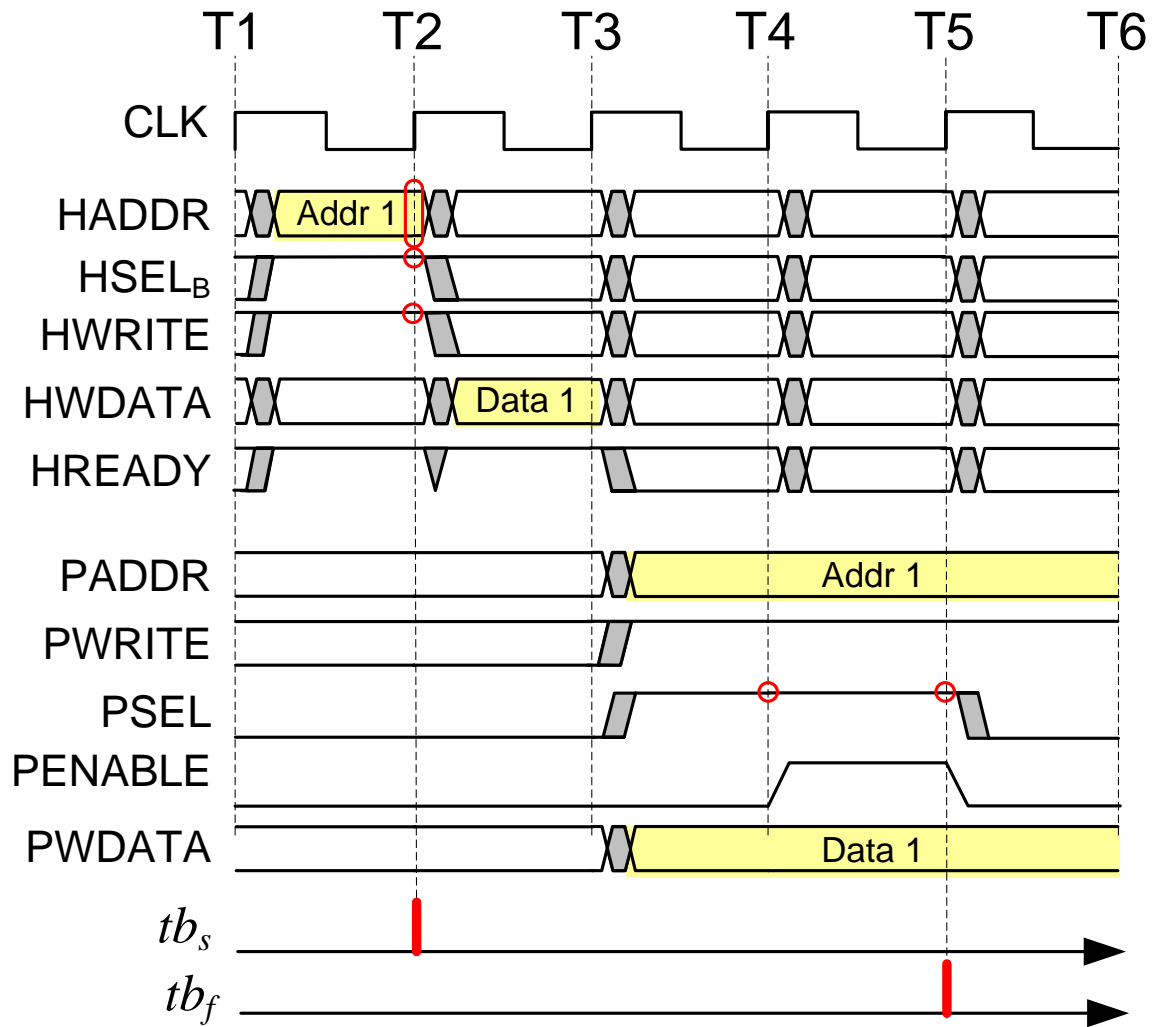 T1 T2 T3 T4 T5 T6
CLK
HADDR Addr 1
HSELB
HWRITE
HWDATA Data 1
HREADY
PADDR Addr 1
PWRITE
PSEL
PENABLE
PWDATA Data 1
tbs
tbf